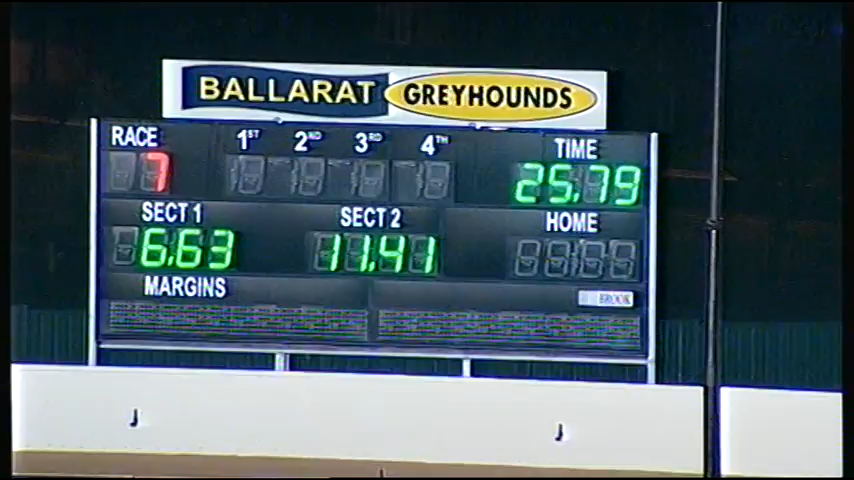 BALLARAT GREYHOUNDS
RACE 1ST 2ND 3RD 4TH TIME
7 25.79
SECT 1 SECT 2 HOME
6.63 11.41
MARGINS
BROOK